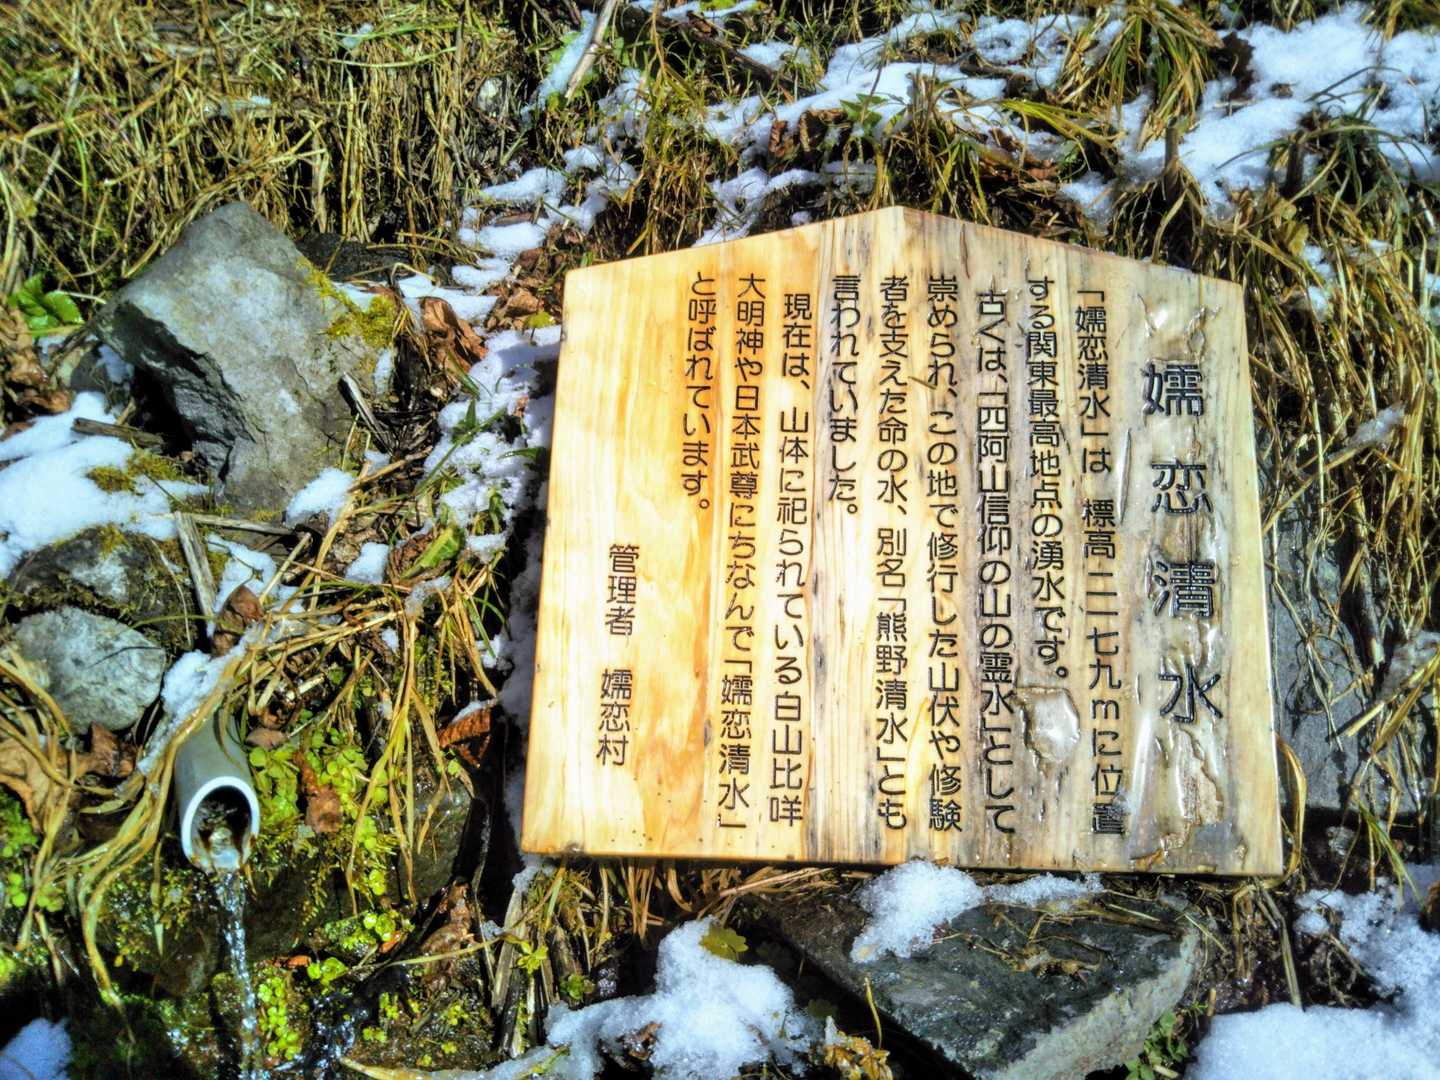 嬬恋清水
「嬬恋清水」は 標高二一七九mに位置
する関東最高地点の湧水です。
古くは、「四阿山信仰の山の霊水」として
崇められ、この地で修行した山伏や修験
者を支えた命の水、別名「熊野清水」とも
言われていました。
現在は、山体に祀られている白山比咩
大明神や日本武尊にちなんで「嬬恋清水」
と呼ばれています。
管理者 嬬恋村